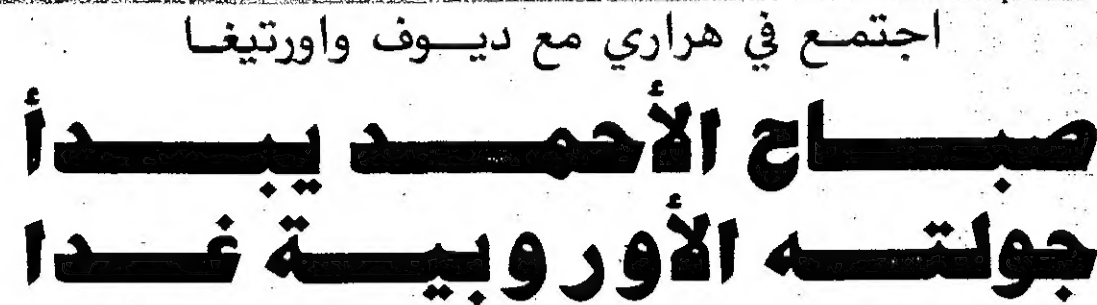 اجتمع في هراري مع ديوف واورتيغا
صباح الأحمد يبدأ
جولته الأوروبية غدا